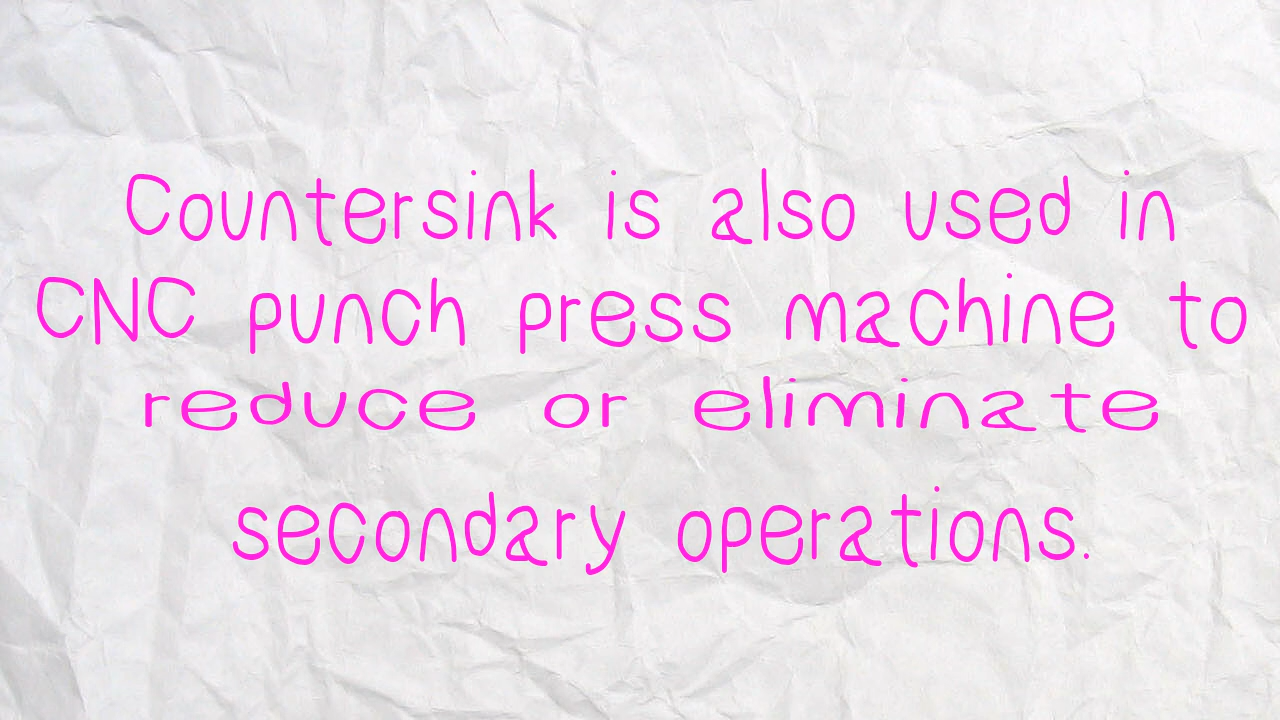 Countersink is also used in
CNC punch press machine to
reduce or eliminate
secondary operations.